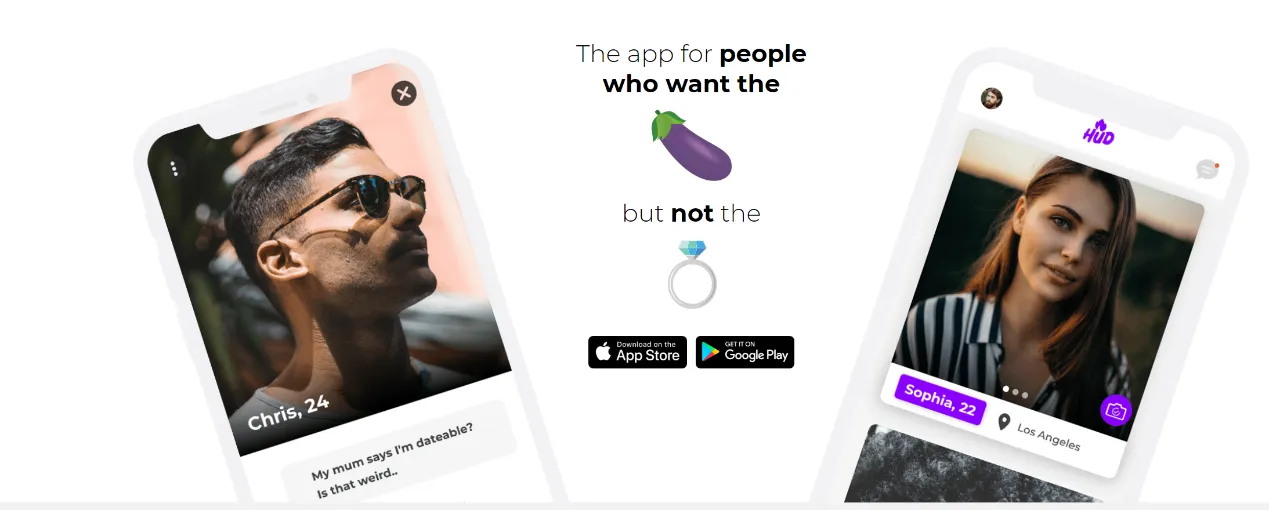 The app for people
who want the
but not the
Download on the
App Store
GET IT ON
Google Play
Chris, 24
My mum says I'm dateable?
Is that weird..
HUD
Sophia, 22
Los Angeles